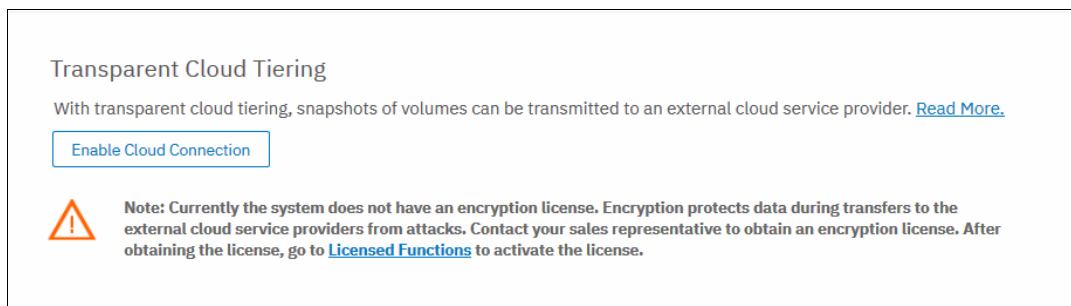 Transparent Cloud Tiering
With transparent cloud tiering, snapshots of volumes can be transmitted to an external cloud service provider. Read More.
Enable Cloud Connection
Note: Currently the system does not have an encryption license. Encryption protects data during transfers to the
external cloud service providers from attacks. Contact your sales representative to obtain an encryption license. After
obtaining the license, go to Licensed Functions to activate the license.